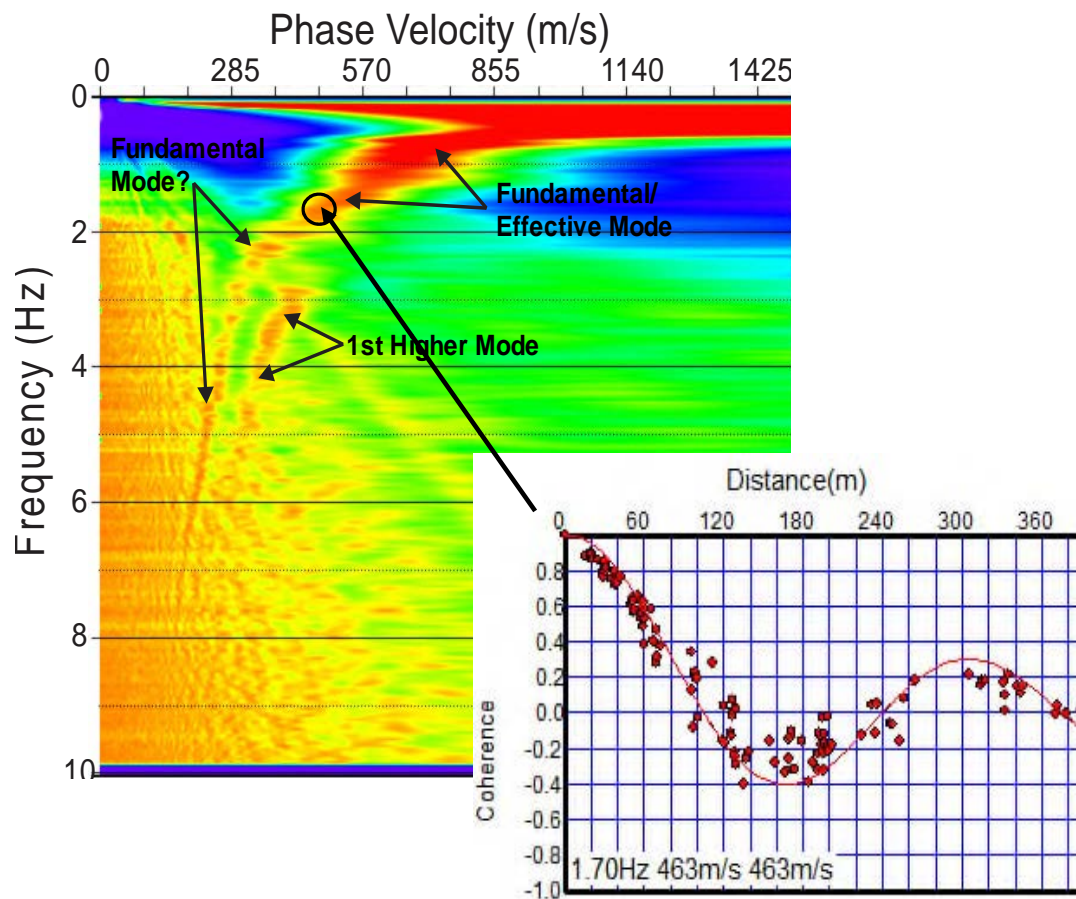 Phase Velocity (m/s)
0 285 570 855 1140 1425
Frequency (Hz)
0
2
4
6
8
10
Fundamental
Mode?
Fundamental/
Effective Mode
1st Higher Mode
Distance(m)
0 60 120 180 240 300 360
Coherence
0.8
0.6
0.4
0.2
0.0
-0.2
-0.4
-0.6
-0.8
-1.0
1.70Hz 463m/s 463m/s